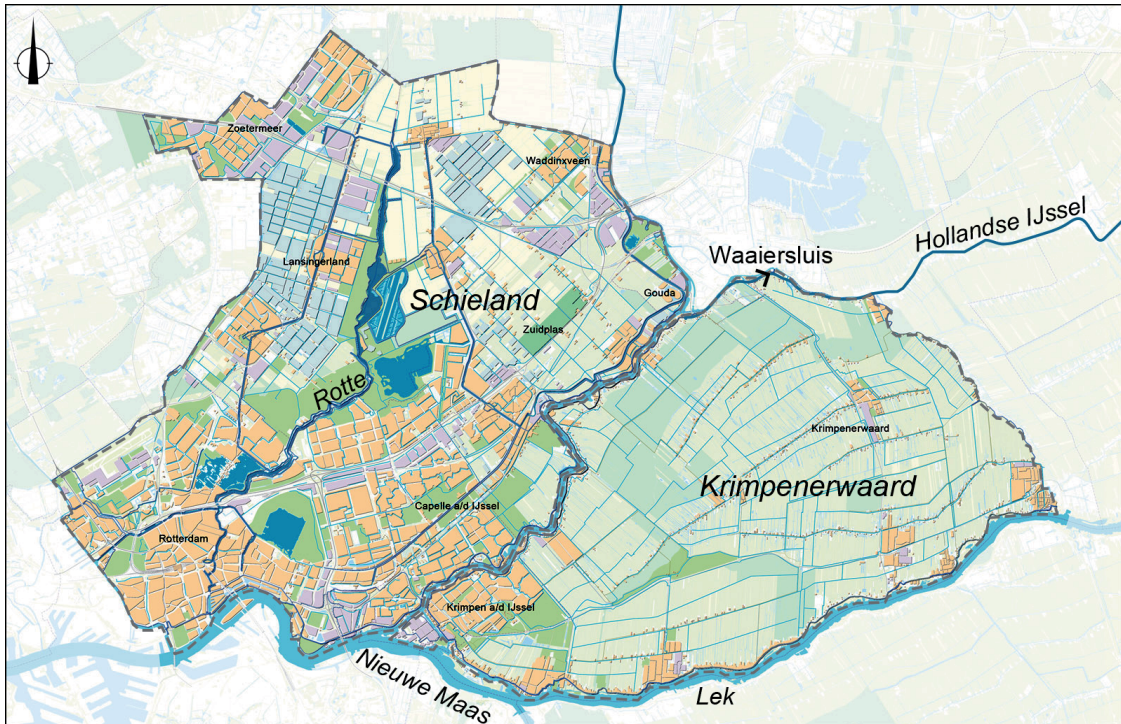 Zoetermeer
Waddinxveen
Hollandse IJssel
Waaiersluis
Lansingerland
Schieland
Gouda
Zuidplas
Rotte
Krimpenerwaard
Krimpenerwaard
Capelle a/d IJssel
Rotterdam
Krimpen a/d IJssel
Nieuwe Maas
Lek